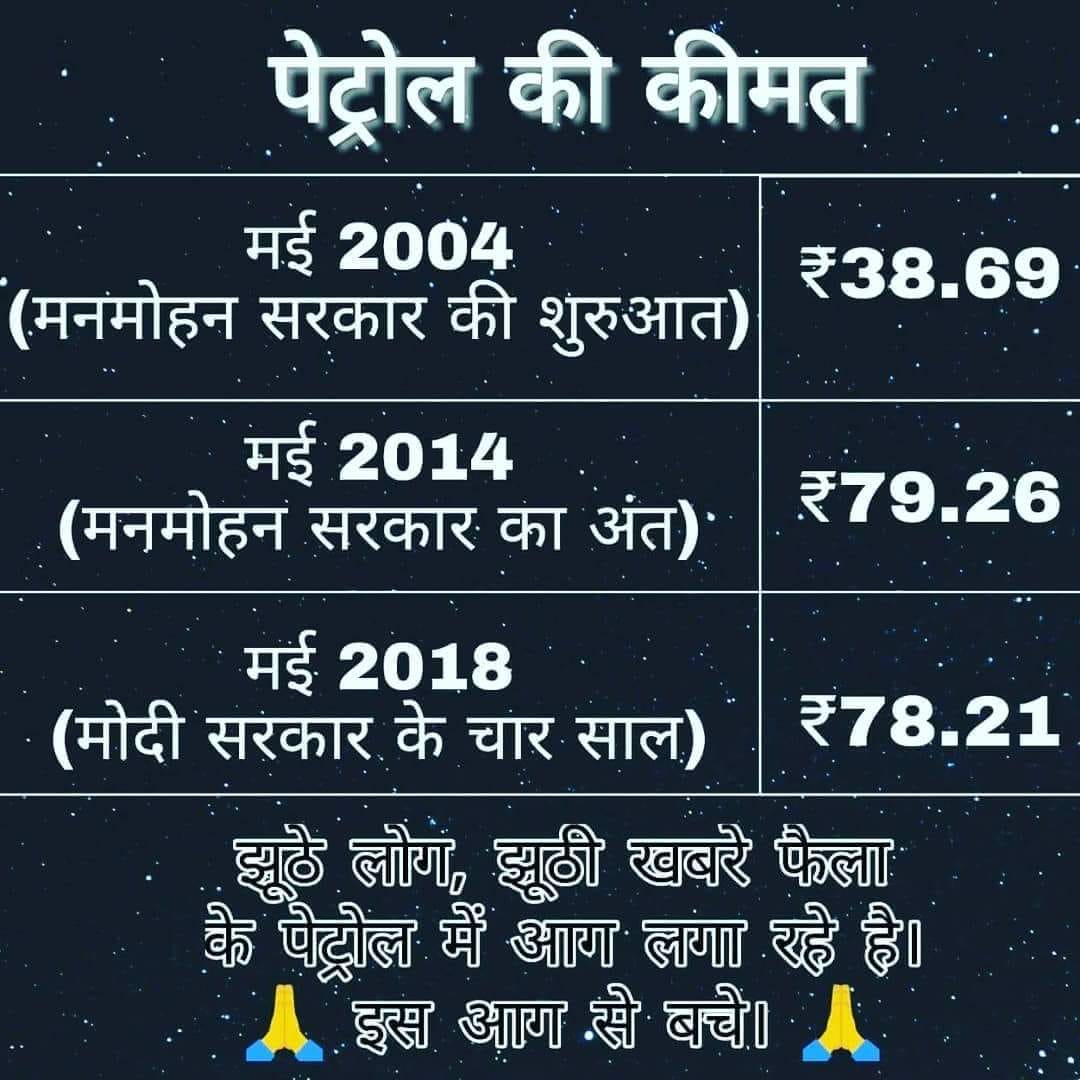 पेट्रोल की कीमत
मई 2004
(मनमोहन सरकार की शुरुआत)
₹38.69
मई 2014
(मनमोहन सरकार का अंत)
₹79.26
मई 2018
(मोदी सरकार के चार साल)
₹78.21
झूठे लोग, झूठी खबरे फैला
के पेट्रोल में आग लगा रहे है।
🙏 इस आग से बचे। 🙏